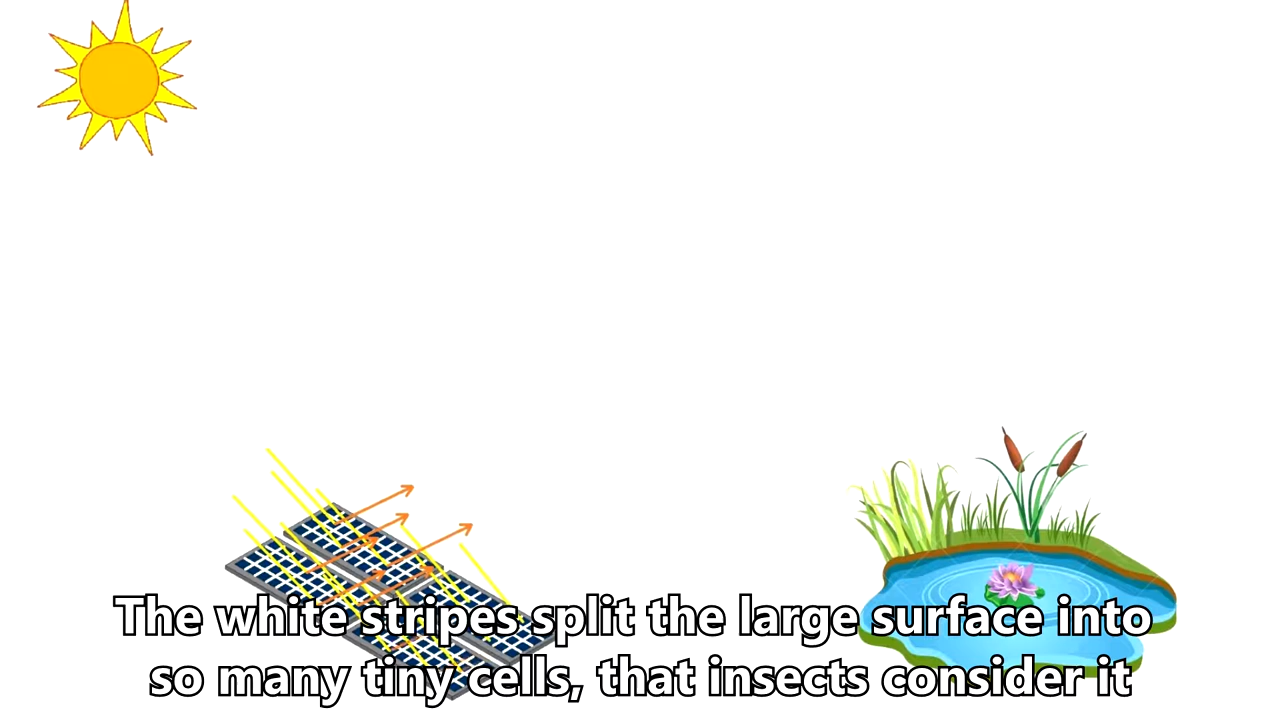 The white stripes split the large surface into
so many tiny cells, that insects consider it